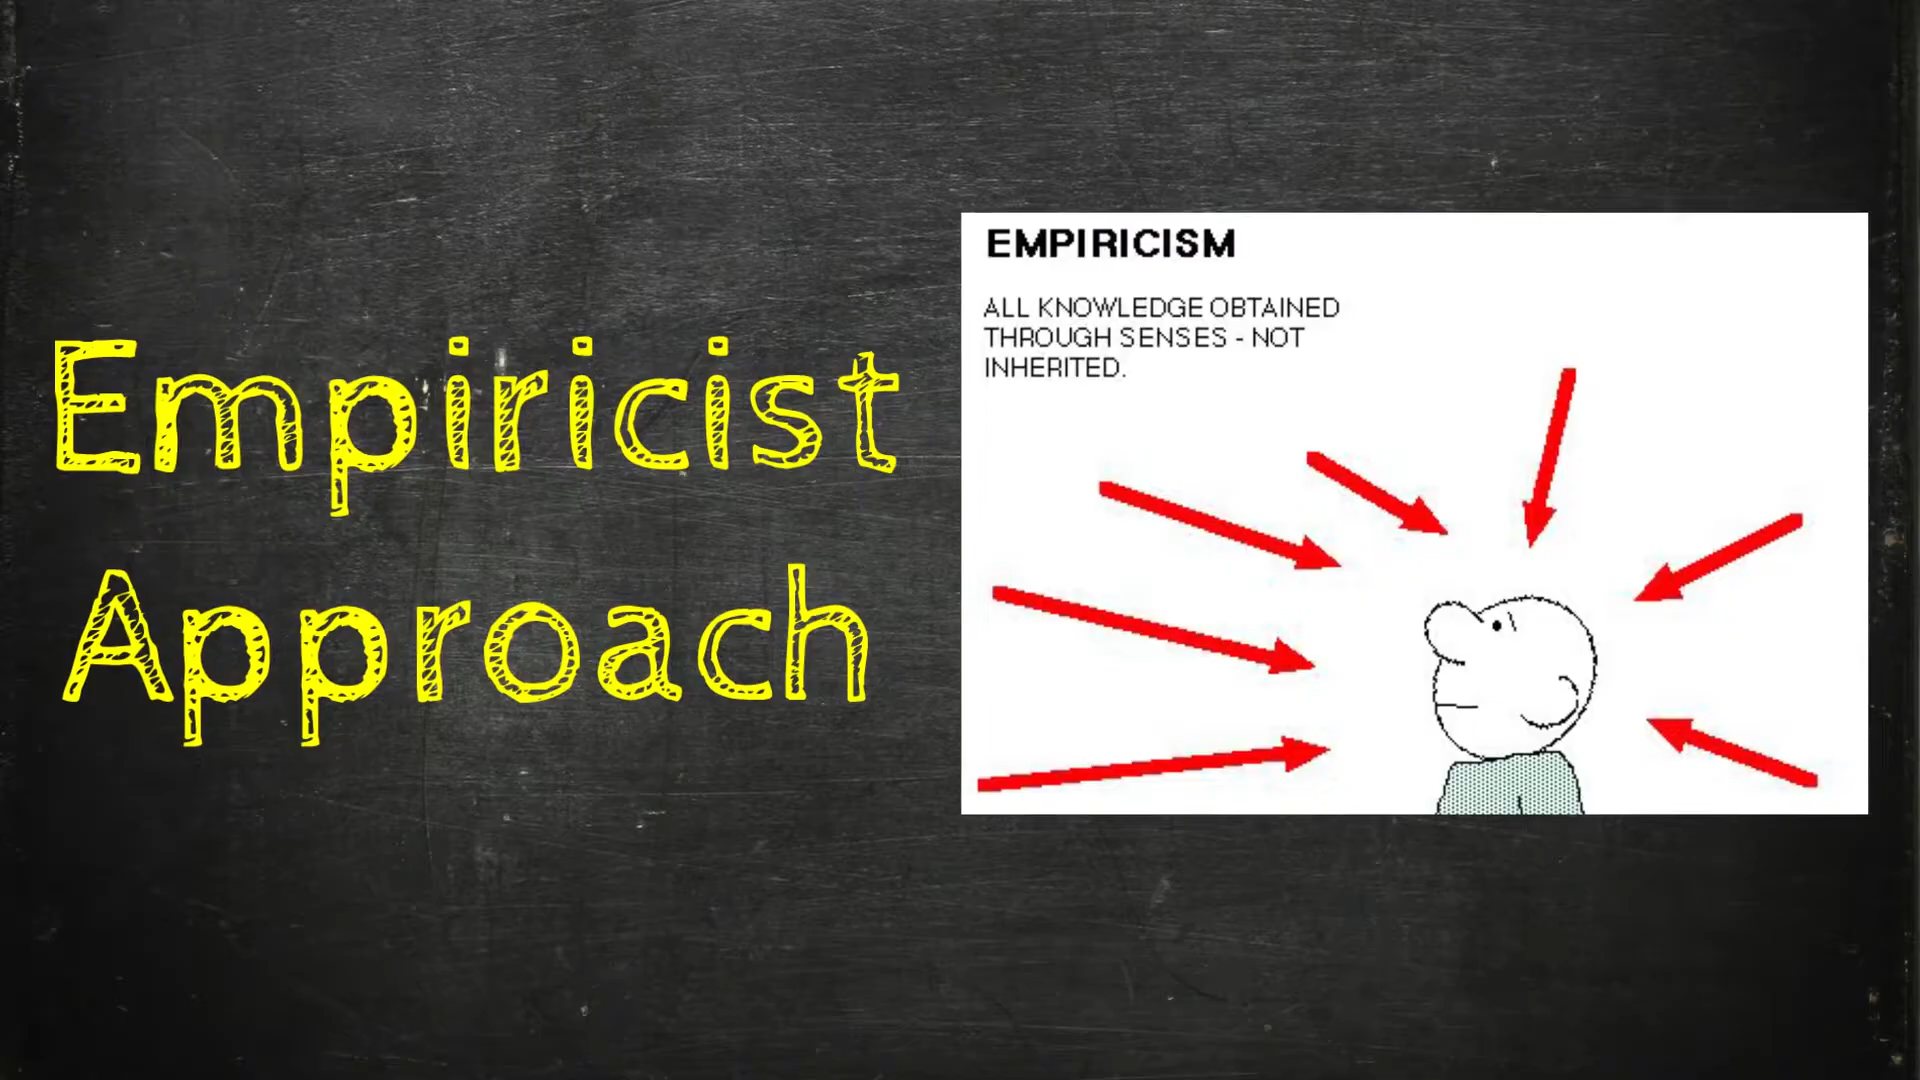 Empiricist
Approach
EMPIRICISM
ALL KNOWLEDGE OBTAINED
THROUGH SENSES - NOT
INHERITED.